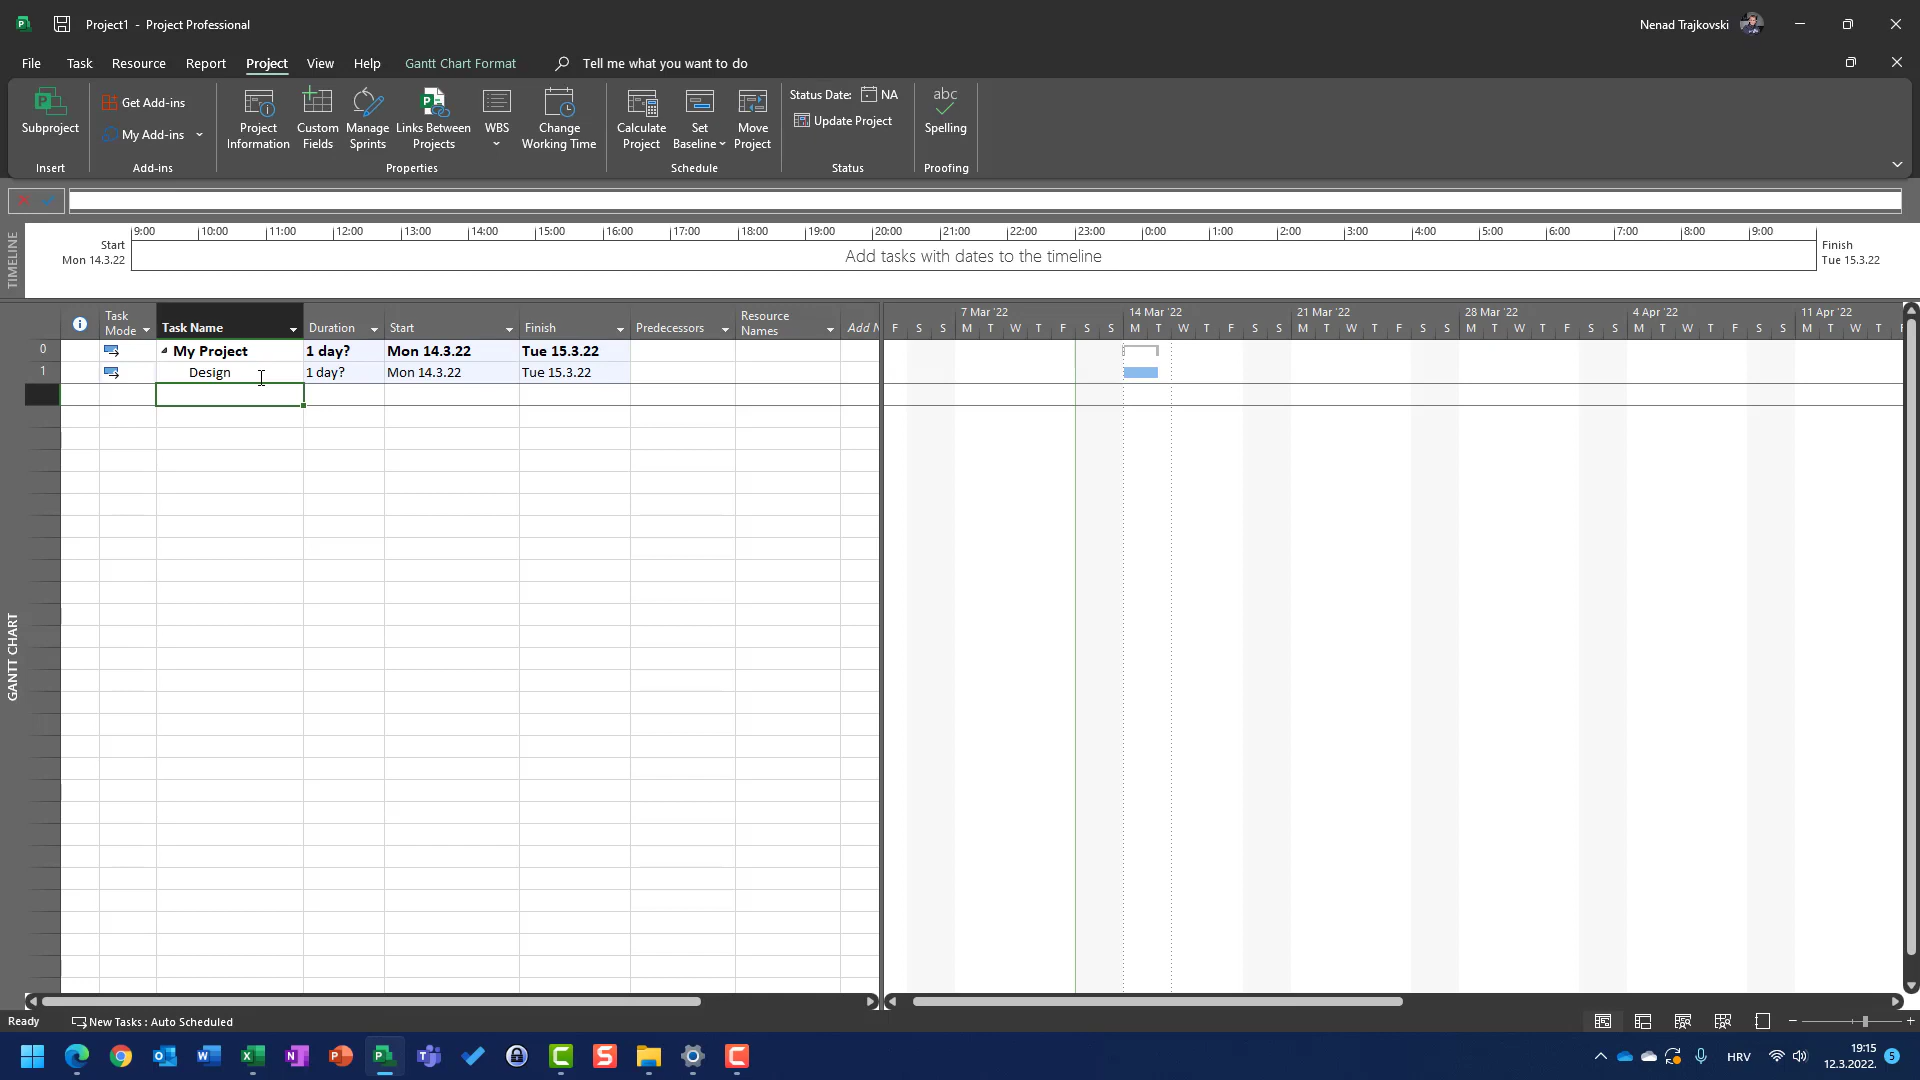 Project1 - Project Professional
Nenad Trajkovski
File Task Resource Report Project View Help Gantt Chart Format Tell me what you want to do
Subproject
Insert
Get Add-ins
My Add-ins
Add-ins
Project
Information
Custom
Fields
Manage
Sprints
Links Between
Projects
WBS
Change
Working Time
Properties
Calculate
Project
Set
Baseline
Move
Project
Schedule
Status Date: NA
Update Project
Status
abc
Spelling
Proofing
TIMELINE
Start
Mon 14.3.22
9:00 10:00 11:00 12:00 13:00 14:00 15:00 16:00 17:00 18:00 19:00 20:00 21:00 22:00 23:00 0:00 1:00 2:00 3:00 4:00 5:00 6:00 7:00 8:00 9:00
Add tasks with dates to the timeline
Finish
Tue 15.3.22
Task
Mode
Task Name
Duration
Start
Finish
Predecessors
Resource
Names
Add N
7 Mar '22 14 Mar '22 21 Mar '22 28 Mar '22 4 Apr '22 11 Apr '22
F S S M T W T F S S M T W T F S S M T W T F S S M T W T F S S M T W T F S S M T W T F
0 My Project 1 day? Mon 14.3.22 Tue 15.3.22
1 Design 1 day? Mon 14.3.22 Tue 15.3.22
GANTT CHART
Ready New Tasks : Auto Scheduled
HRV
19:15
12.3.2022.
5